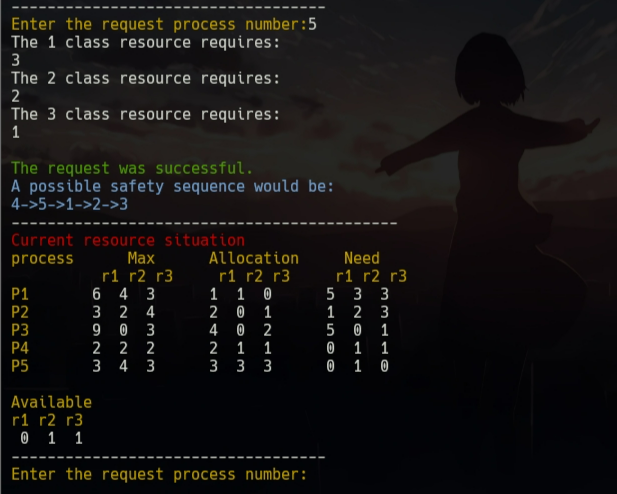 -----------------------------------
Enter the request process number:5
The 1 class resource requires:
3
The 2 class resource requires:
2
The 3 class resource requires:
1
The request was successful.
A possible safety sequence would be:
4->5->1->2->3
-------------------------------------------
Current resource situation
process Max Allocation Need
r1 r2 r3 r1 r2 r3 r1 r2 r3
P1 6 4 3 1 1 0 5 3 3
P2 3 2 4 2 0 1 1 2 3
P3 9 0 3 4 0 2 5 0 1
P4 2 2 2 2 1 1 0 1 1
P5 3 4 3 3 3 3 0 1 0
Available
r1 r2 r3
0 1 1
-----------------------------------
Enter the request process number: